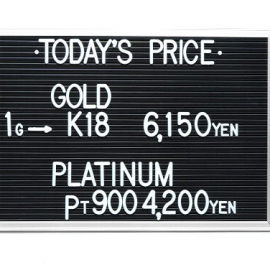 ·TODAY'S PRICE·
GOLD
1G→ K18 6,150YEN
PLATINUM
PT900 4,200YEN